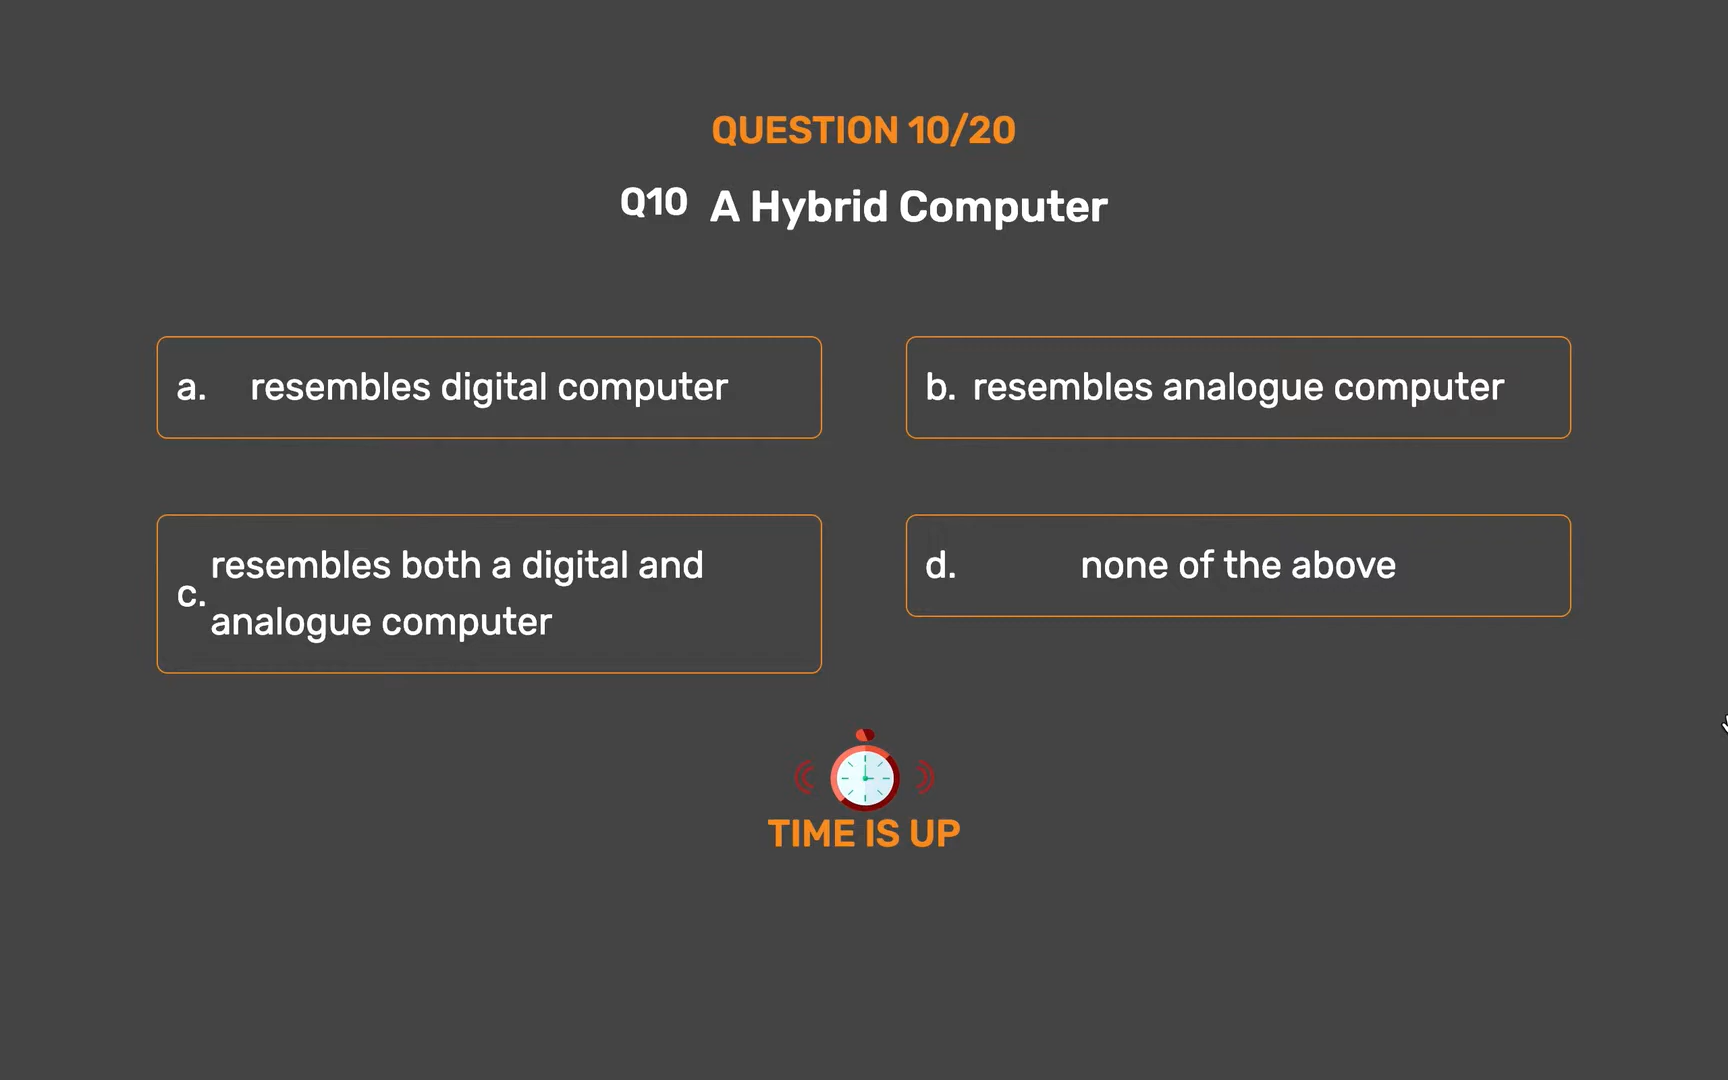 QUESTION 10/20
Q10 A Hybrid Computer
a. resembles digital computer
b. resembles analogue computer
c. resembles both a digital and
analogue computer
d. none of the above
TIME IS UP